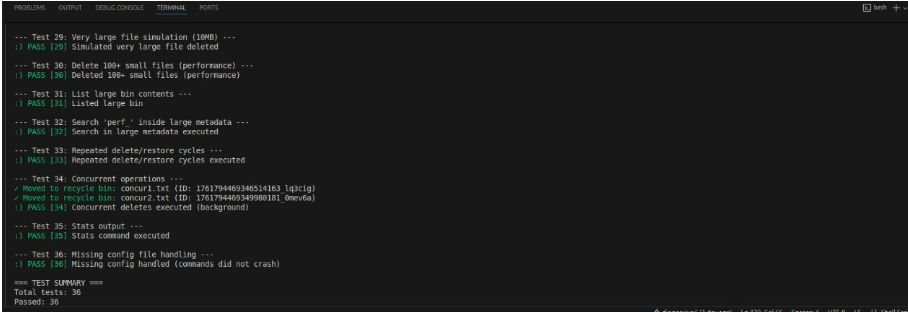 PROBLEMS OUTPUT DEBUG CONSOLE TERMINAL PORTS
bash
--- Test 29: Very large file simulation (10MB) ---
:) PASS [29] Simulated very large file deleted
--- Test 30: Delete 100+ small files (performance) ---
:) PASS [30] Deleted 100+ small files (performance)
--- Test 31: List large bin contents ---
:) PASS [31] Listed large bin
--- Test 32: Search 'perf_' inside large metadata ---
:) PASS [32] Search in large metadata executed
--- Test 33: Repeated delete/restore cycles ---
:) PASS [33] Repeated delete/restore cycles executed
--- Test 34: Concurrent operations ---
✓ Moved to recycle bin: concur1.txt (ID: 1761794469346514163_lq3cig)
✓ Moved to recycle bin: concur2.txt (ID: 1761794469349980181_0mev6a)
:) PASS [34] Concurrent deletes executed (background)
--- Test 35: Stats output ---
:) PASS [35] Stats command executed
--- Test 36: Missing config file handling ---
:) PASS [36] Missing config handled (commands did not crash)
=== TEST SUMMARY ===
Total tests: 36
Passed: 36